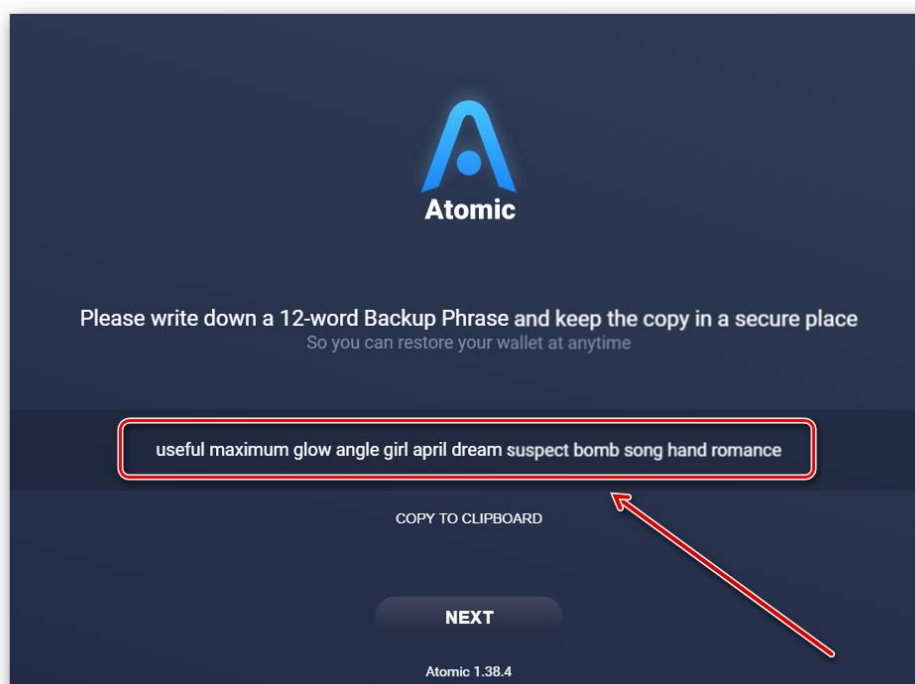 Atomic
Please write down a 12-word Backup Phrase and keep the copy in a secure place
So you can restore your wallet at anytime
useful maximum glow angle girl april dream suspect bomb song hand romance
COPY TO CLIPBOARD
NEXT
Atomic 1.38.4